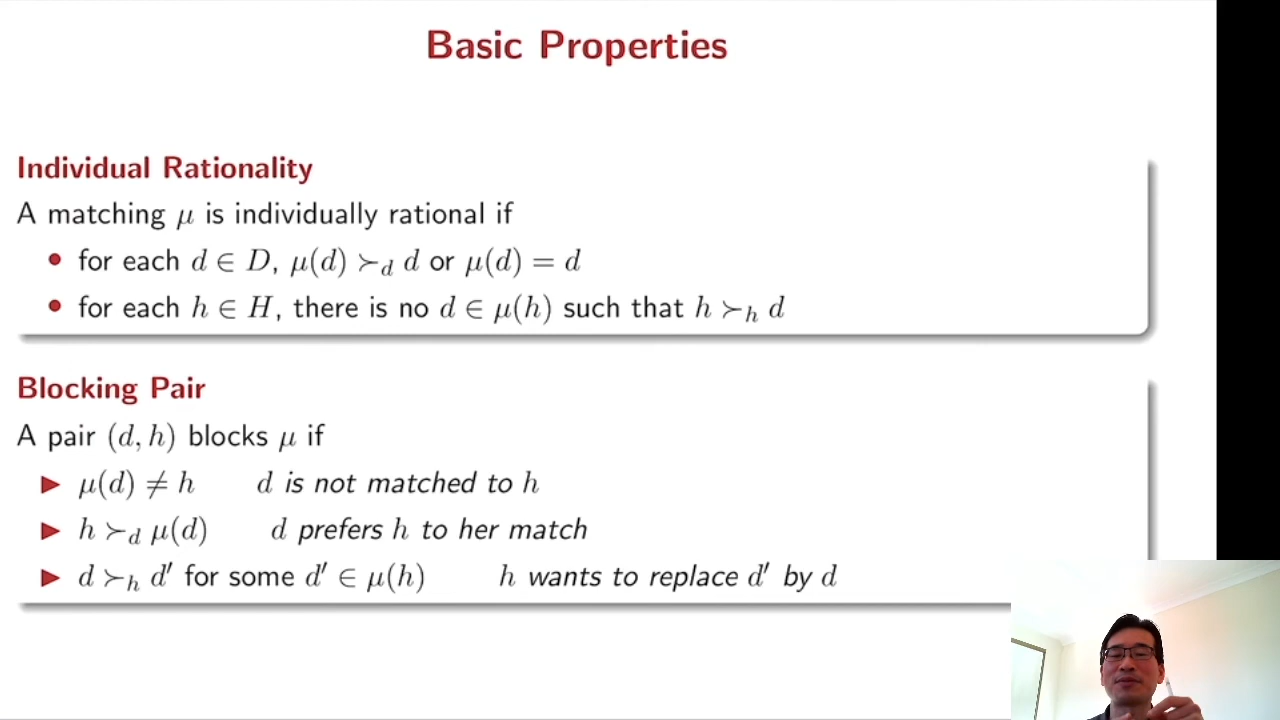 Basic Properties
Individual Rationality
A matching μ is individually rational if
• for each d ∈ D, μ(d) ≻_d d or μ(d) = d
• for each h ∈ H, there is no d ∈ μ(h) such that h ≻_h d
Blocking Pair
A pair (d, h) blocks μ if
▶ μ(d) ≠ h d is not matched to h
▶ h ≻_d μ(d) d prefers h to her match
▶ d ≻_h d′ for some d′ ∈ μ(h) h wants to replace d′ by d